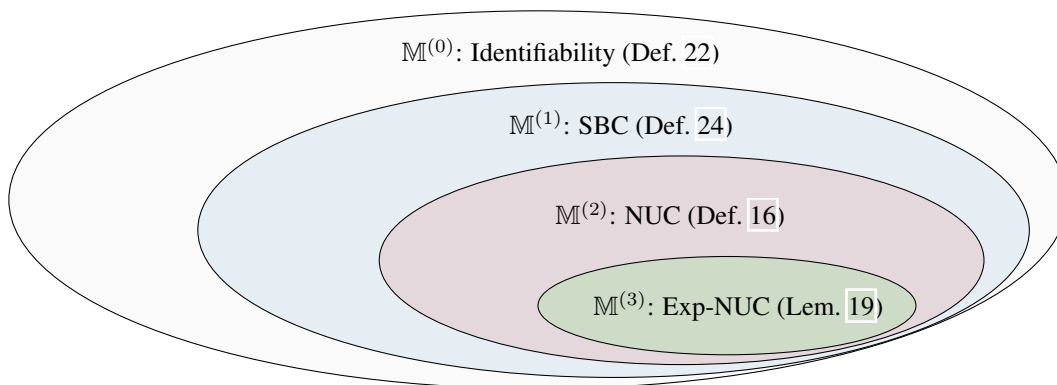 𝕄⁽⁰⁾: Identifiability (Def. 22)
𝕄⁽¹⁾: SBC (Def. 24)
𝕄⁽²⁾: NUC (Def. 16)
𝕄⁽³⁾: Exp-NUC (Lem. 19)